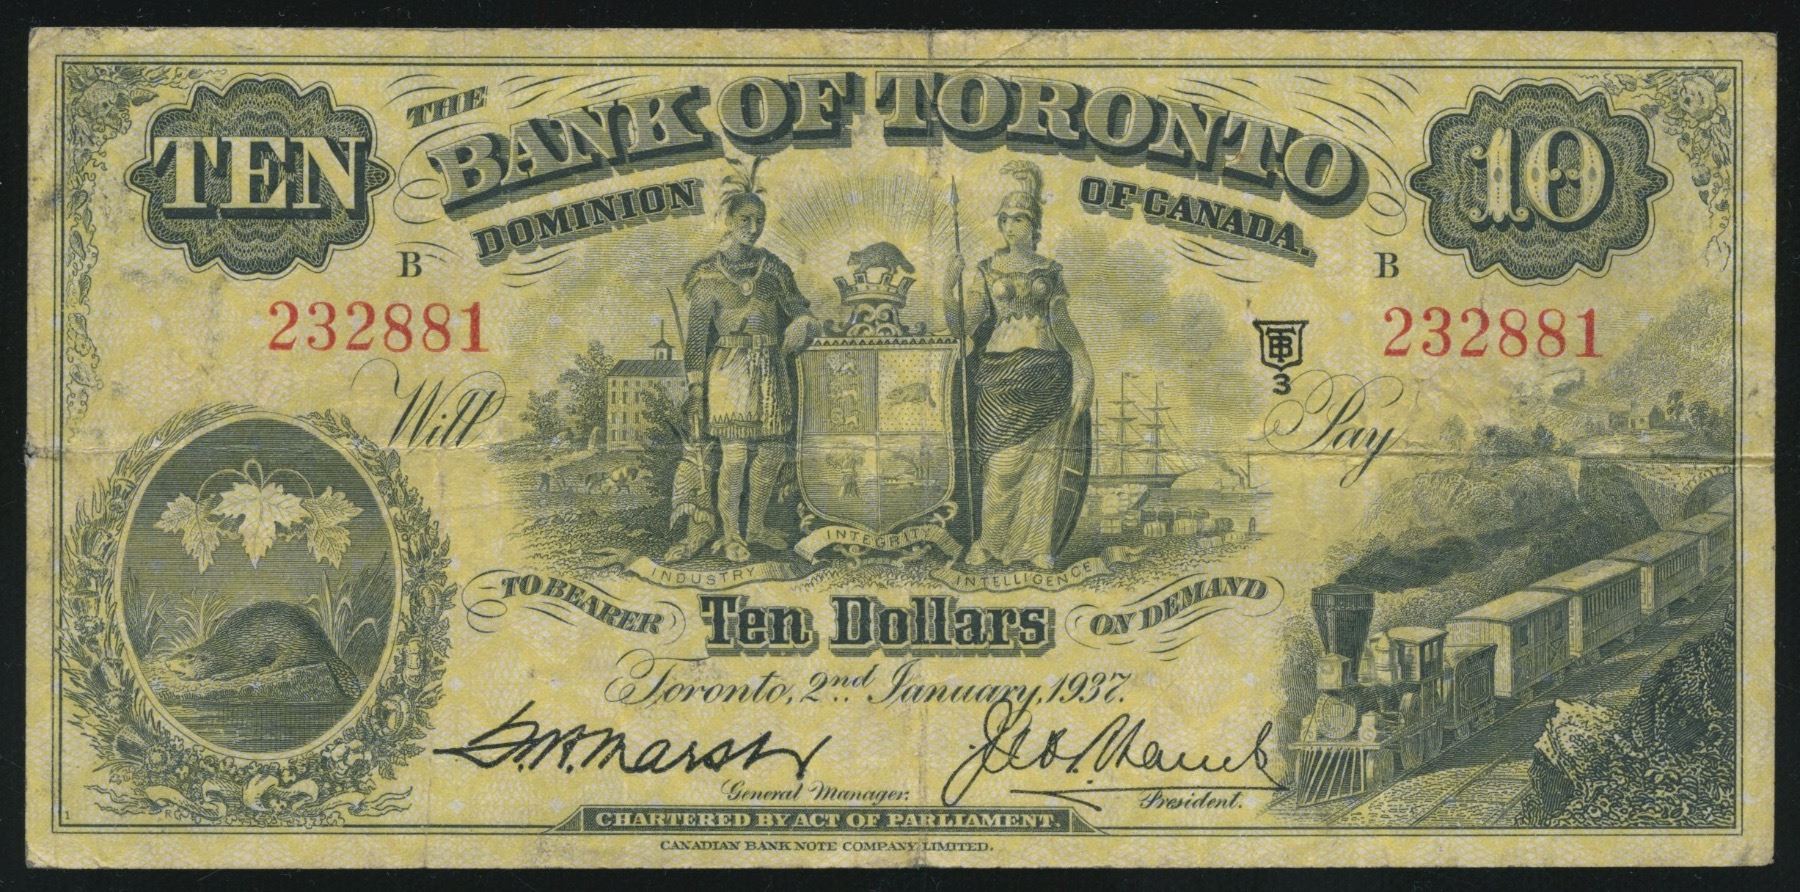 THE
BANK OF TORONTO
DOMINION OF CANADA.
TEN
10
B
B
232881
232881
BT
3
Will Pay
INTEGRITY
INDUSTRY
INTELLIGENCE
TO BEARER Ten Dollars ON DEMAND
Toronto, 2nd. January, 1937.
General Manager.
President.
CHARTERED BY ACT OF PARLIAMENT.
CANADIAN BANK NOTE COMPANY LIMITED.
1